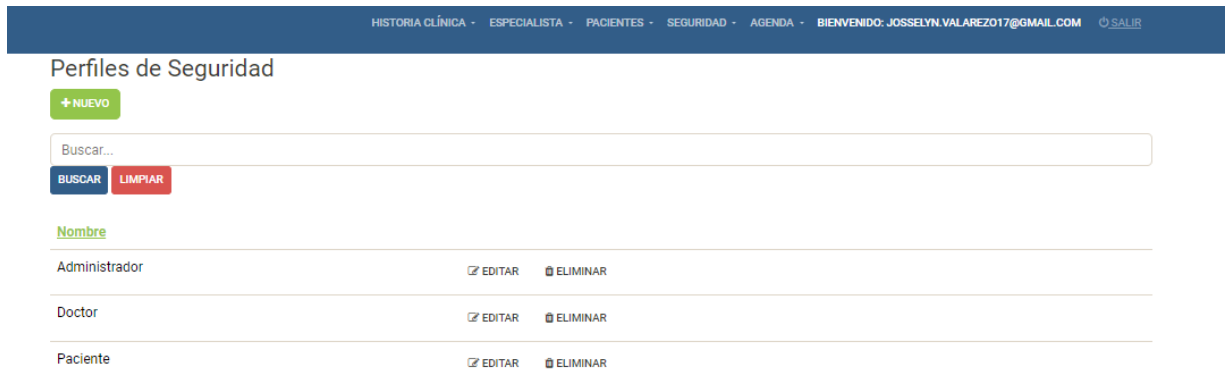 HISTORIA CLÍNICA - ESPECIALISTA - PACIENTES - SEGURIDAD - AGENDA - BIENVENIDO: JOSSELYN.VALAREZO17@GMAIL.COM SALIR
Perfiles de Seguridad
+ NUEVO
Buscar...
BUSCAR LIMPIAR
Nombre
Administrador EDITAR ELIMINAR
Doctor EDITAR ELIMINAR
Paciente EDITAR ELIMINAR